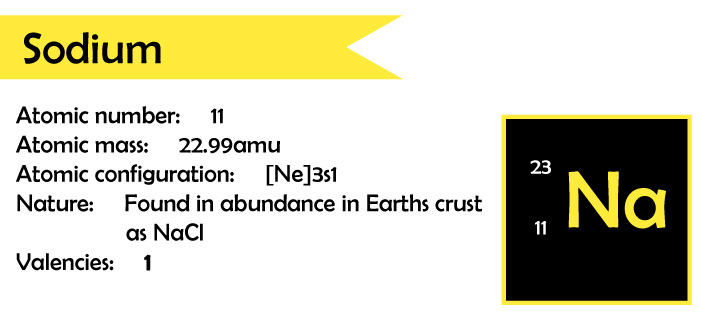 Sodium
Atomic number: 11
Atomic mass: 22.99amu
Atomic configuration: [Ne]3s1
Nature: Found in abundance in Earths crust
as NaCl
Valencies: 1
23
Na
11